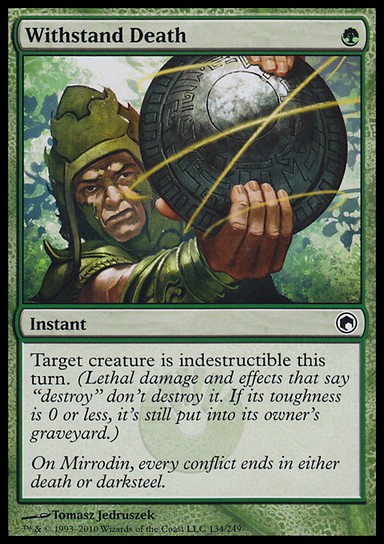 Withstand Death
Instant
Target creature is indestructible this
turn. (Lethal damage and effects that say
“destroy” don’t destroy it. If its toughness
is 0 or less, it’s still put into its owner’s
graveyard.)
On Mirrodin, every conflict ends in either
death or darksteel.
Tomasz Jedruszek
™ & © 1993–2010 Wizards of the Coast LLC 134/249